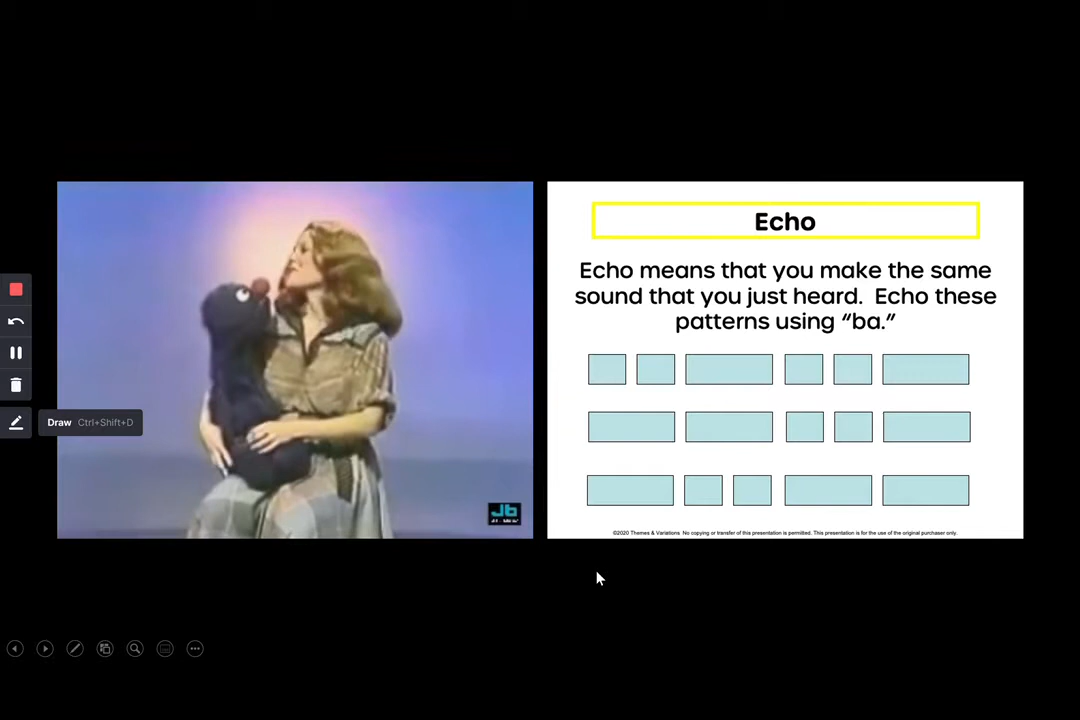 Echo
Echo means that you make the same
sound that you just heard.  Echo these
patterns using “ba.”
Draw Ctrl+Shift+D
Jb
©2020 Themes & Variations  No copying or transfer of this presentation is permitted. This presentation is for the use of the original purchaser only.